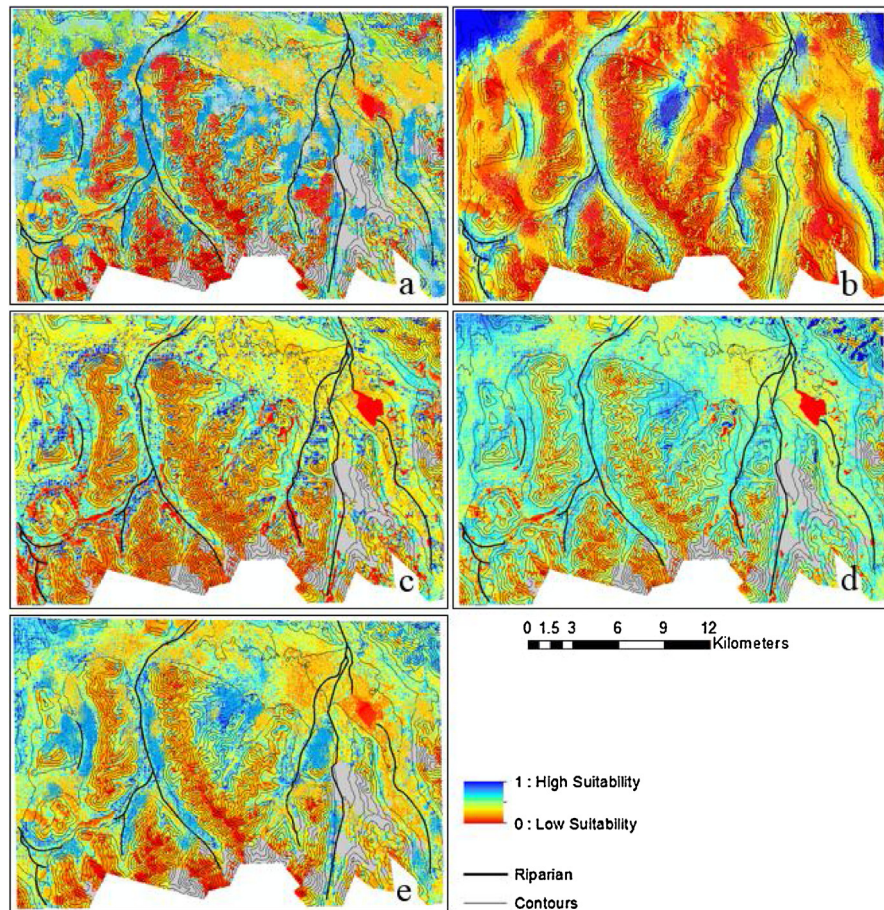 a
b
c
d
0 1.5 3 6 9 12
Kilometers
1 : High Suitability
0 : Low Suitability
e
Riparian
Contours